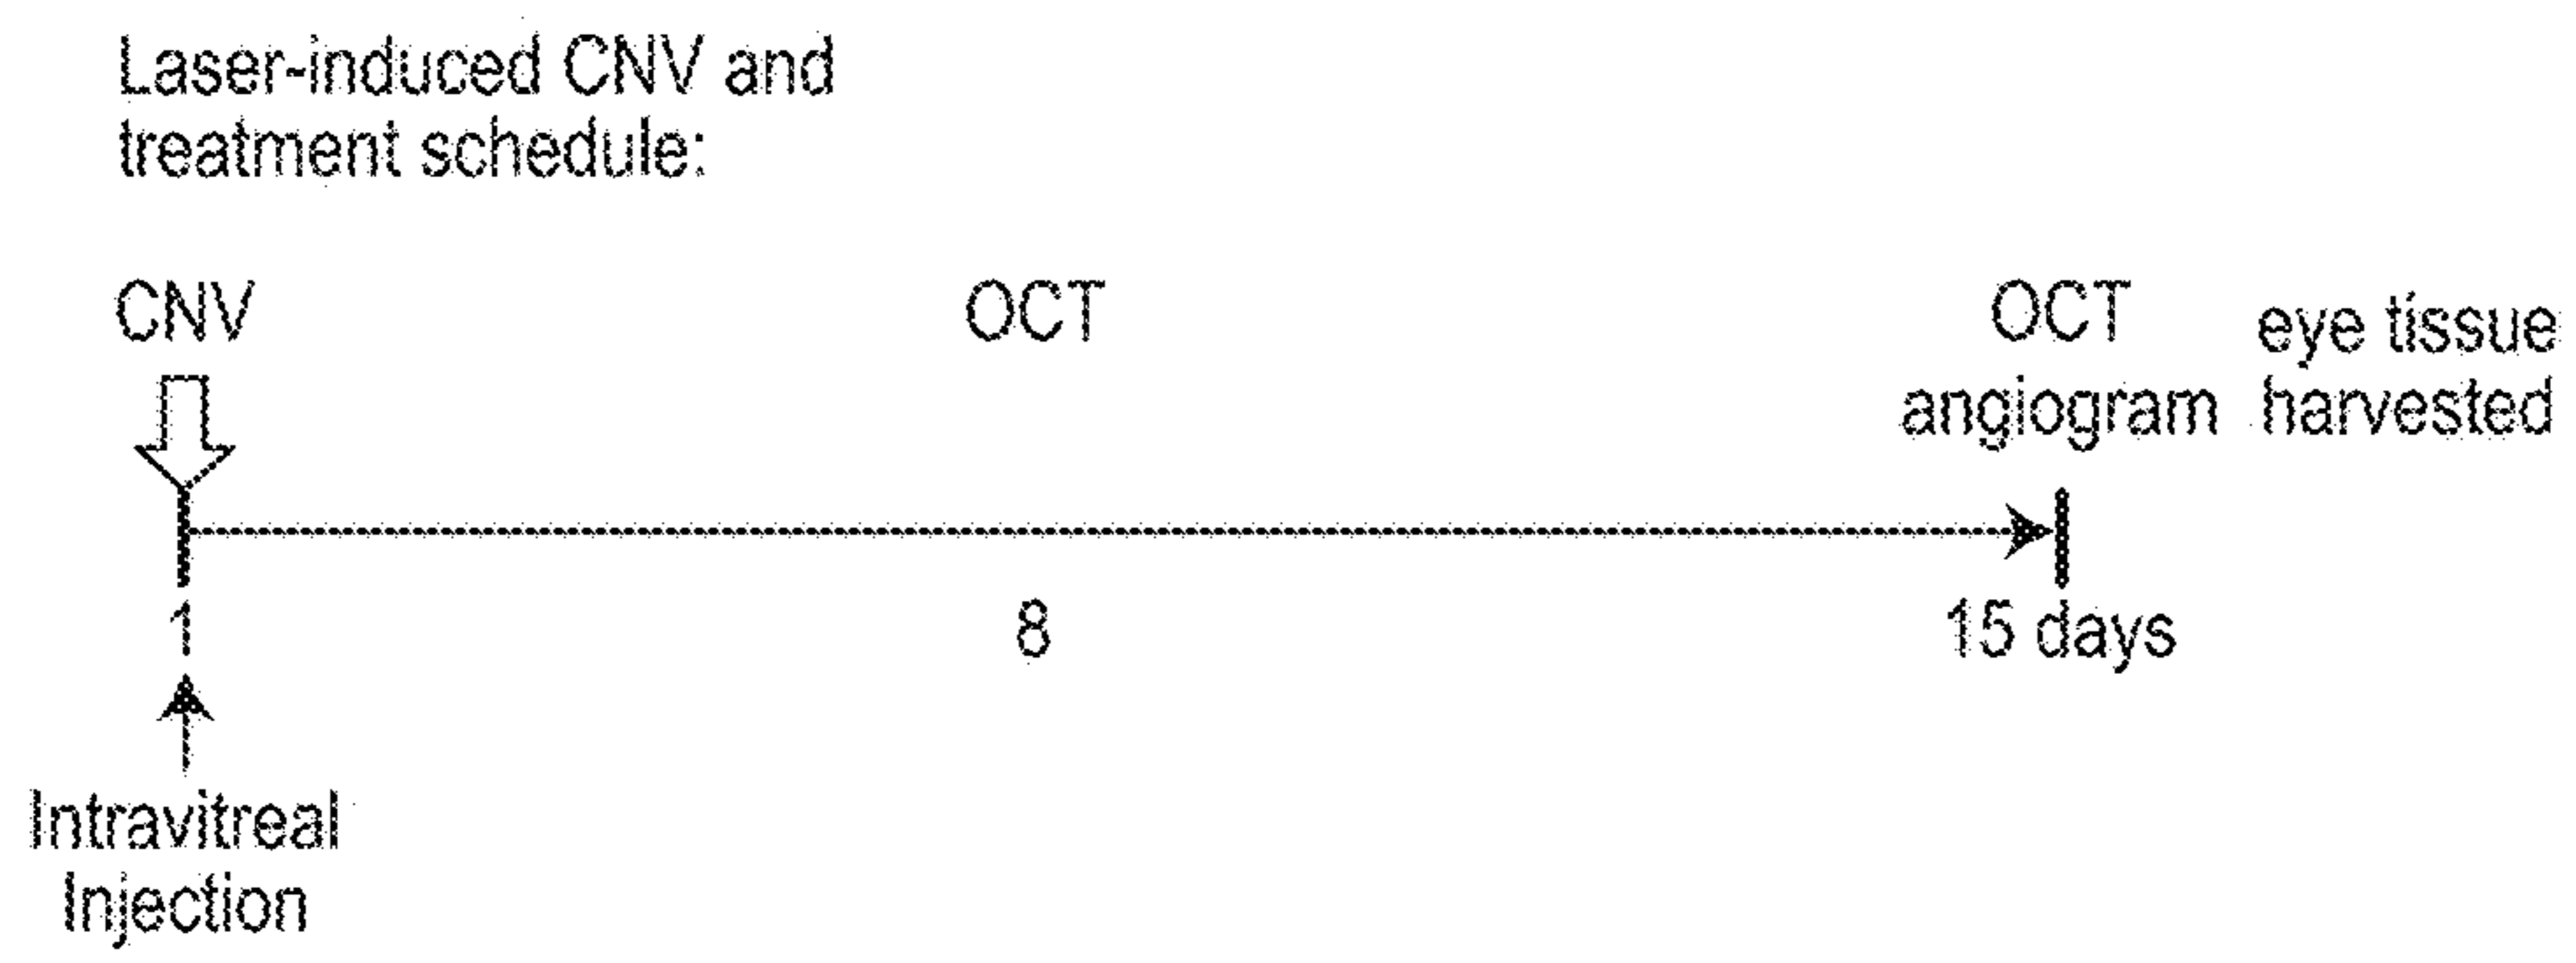 Laser-induced CNV and
treatment schedule:
CNV
OCT
OCT
angiogram
eye tissue
harvested
1
8
15 days
Intravitreal
Injection